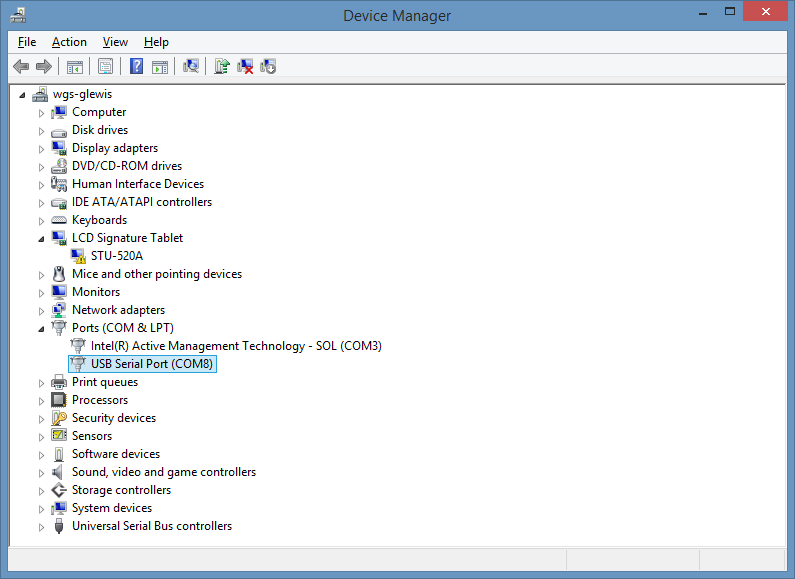 Device Manager
File Action View Help
wgs-glewis
Computer
Disk drives
Display adapters
DVD/CD-ROM drives
Human Interface Devices
IDE ATA/ATAPI controllers
Keyboards
LCD Signature Tablet
STU-520A
Mice and other pointing devices
Monitors
Network adapters
Ports (COM & LPT)
Intel(R) Active Management Technology - SOL (COM3)
USB Serial Port (COM8)
Print queues
Processors
Security devices
Sensors
Software devices
Sound, video and game controllers
Storage controllers
System devices
Universal Serial Bus controllers